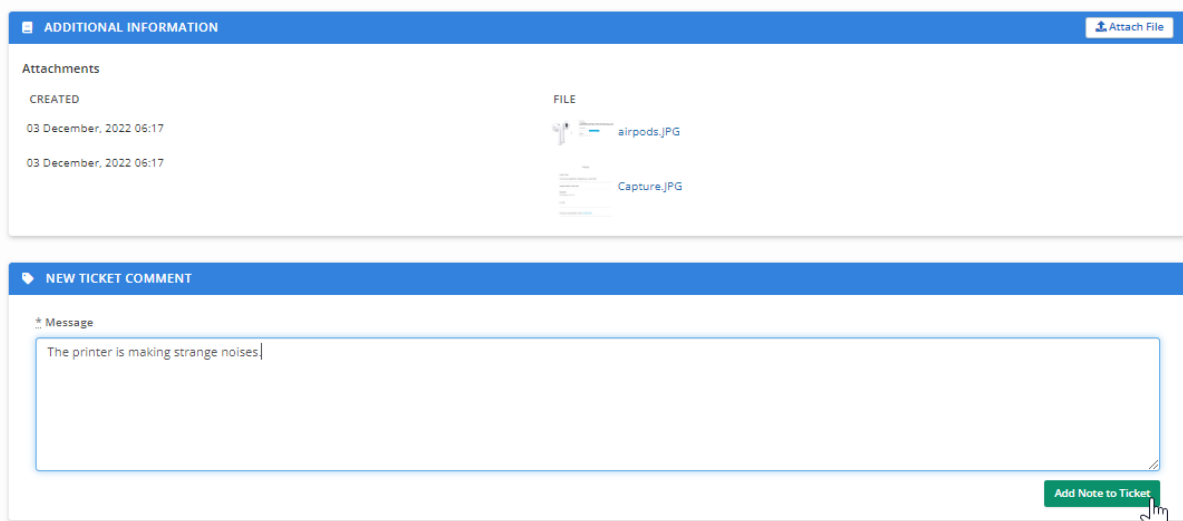 ADDITIONAL INFORMATION
Attach File
Attachments
CREATED FILE
03 December, 2022 06:17 airpods.JPG
03 December, 2022 06:17
Capture.JPG
NEW TICKET COMMENT
* Message
The printer is making strange noises.
Add Note to Ticket